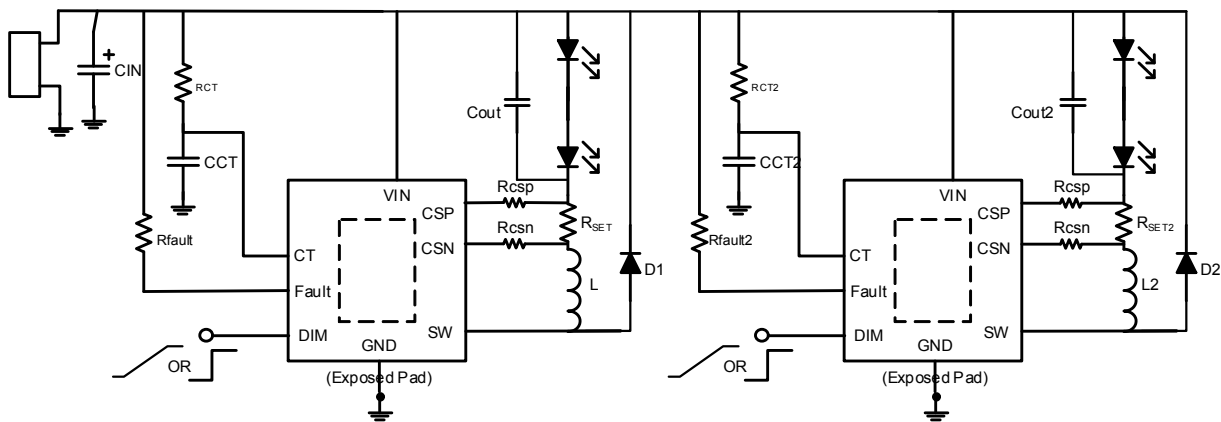 +
CIN
RCT
CCT
Rfault
Cout
VIN
CSP
CSN
CT
Fault
DIM
SW
GND
(Exposed Pad)
OR
Rcsp
Rcsn
RSET
L
D1
RCT2
CCT2
Rfault2
Cout2
VIN
CSP
CSN
CT
Fault
DIM
SW
GND
(Exposed Pad)
OR
Rcsp
Rcsn
RSET2
L2
D2